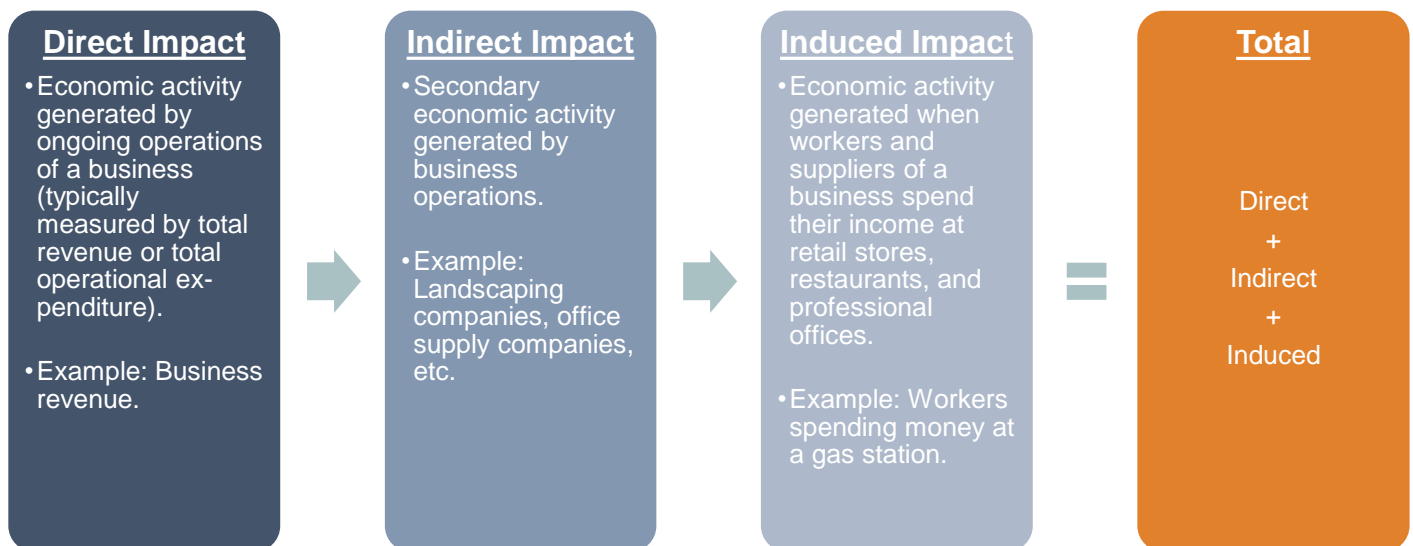 Direct Impact
•Economic activity
generated by
ongoing operations
of a business
(typically
measured by total
revenue or total
operational ex-
penditure).
•Example: Business
revenue.
Indirect Impact
•Secondary
economic activity
generated by
business
operations.
•Example:
Landscaping
companies, office
supply companies,
etc.
Induced Impact
•Economic activity
generated when
workers and
suppliers of a
business spend
their income at
retail stores,
restaurants, and
professional
offices.
•Example: Workers
spending money at
a gas station.
Total
Direct
+
Indirect
+
Induced